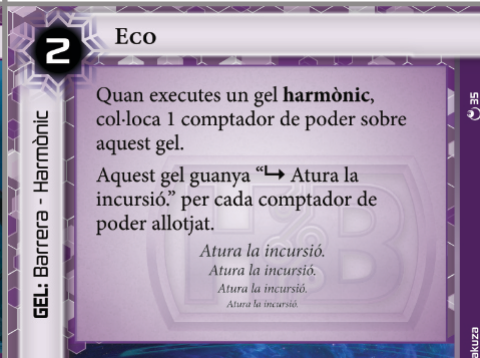 2
Eco
GEL: Barrera - Harmònic
Quan executes un gel harmònic,
col·loca 1 comptador de poder sobre
aquest gel.
Aquest gel guanya “↳ Atura la
incursió.” per cada comptador de
poder allotjat.
Atura la incursió.
Atura la incursió.
Atura la incursió.
Atura la incursió.
35
akuza